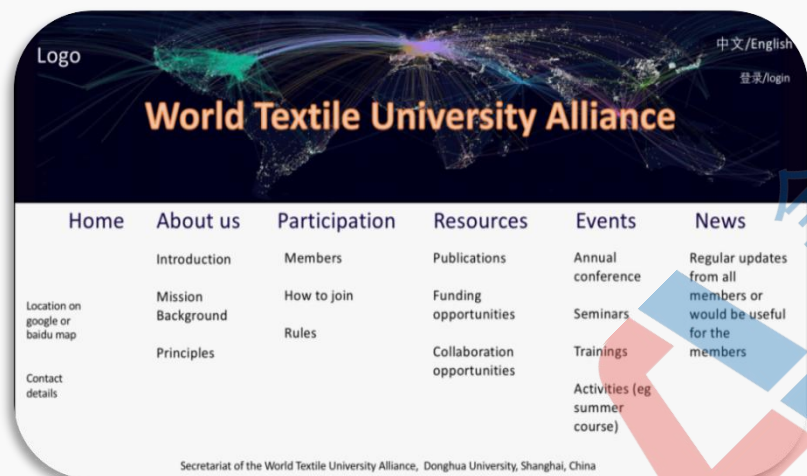 Logo
中文/English
登录/login
World Textile University Alliance
Home
About us
Participation
Resources
Events
News
Introduction
Members
Publications
Annual
conference
Regular updates
from all
members or
would be useful
for the
members
Mission
Background
How to join
Funding
opportunities
Seminars
Location on
google or
baidu map
Rules
Principles
Collaboration
opportunities
Trainings
Contact
details
Activities (eg
summer
course)
Secretariat of the World Textile University Alliance, Donghua University, Shanghai, China